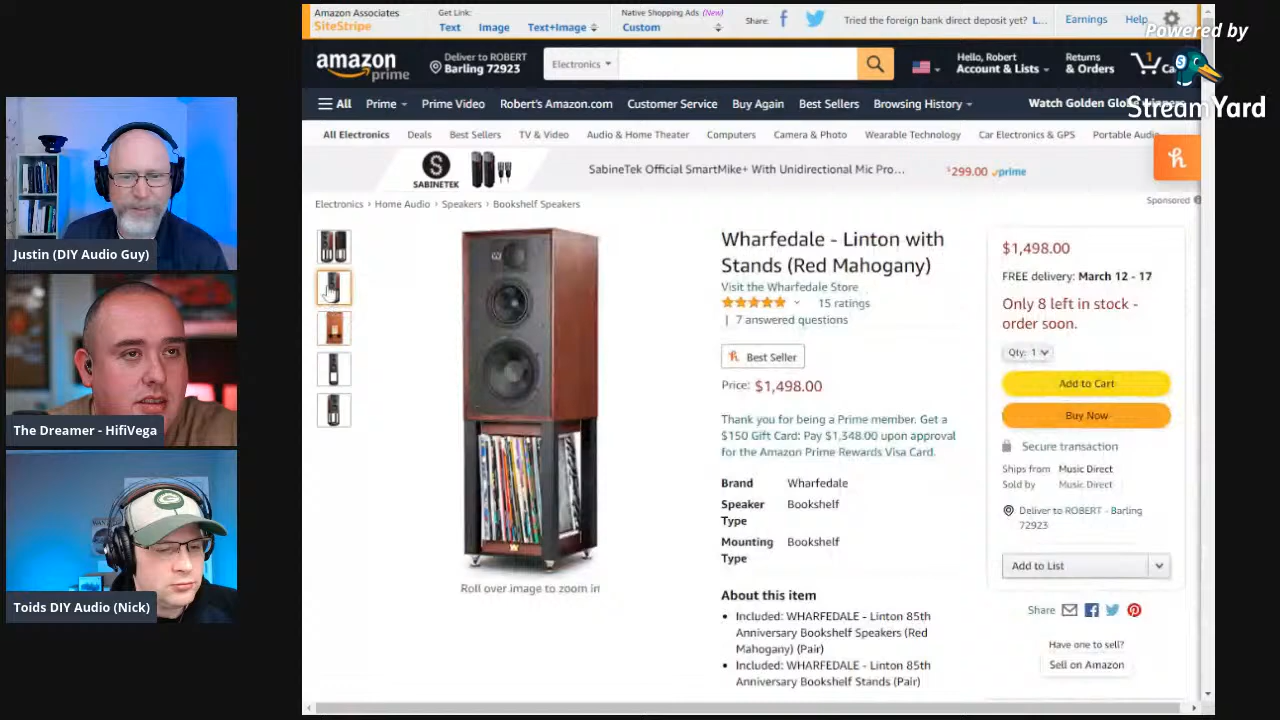 Amazon Associates
SiteStripe
Get Link:
Text Image Text+Image
Native Shopping Ads (New)
Custom
Share:
Tried the foreign bank direct deposit yet? L...
Earnings
Help
Powered by
StreamYard
amazon
prime
Deliver to ROBERT
Barling 72923
Electronics
Hello, Robert
Account & Lists
Returns
& Orders
1
All Prime Prime Video Robert's Amazon.com Customer Service Buy Again Best Sellers Browsing History Watch Golden
All Electronics Deals Best Sellers TV & Video Audio & Home Theater Computers Camera & Photo Wearable Technology Car Electronics & GPS Portable Audio
S
SABINETEK
SabineTek Official SmartMike+ With Unidirectional Mic Pro...
$299.00 prime
h
Sponsored
Electronics › Home Audio › Speakers › Bookshelf Speakers
Roll over image to zoom in
Wharfedale - Linton with
Stands (Red Mahogany)
Visit the Wharfedale Store
15 ratings
| 7 answered questions
h Best Seller
Price: $1,498.00
Thank you for being a Prime member. Get a
$150 Gift Card: Pay $1,348.00 upon approval
for the Amazon Prime Rewards Visa Card.
Brand Wharfedale
Speaker Bookshelf
Type
Mounting Bookshelf
Type
About this item
• Included: WHARFEDALE - Linton 85th
Anniversary Bookshelf Speakers (Red
Mahogany) (Pair)
• Included: WHARFEDALE - Linton 85th
Anniversary Bookshelf Stands (Pair)
$1,498.00
FREE delivery: March 12 - 17
Only 8 left in stock -
order soon.
Qty: 1
Add to Cart
Buy Now
Secure transaction
Ships from Music Direct
Sold by Music Direct
Deliver to ROBERT - Barling
72923
Add to List
Share
Have one to sell?
Sell on Amazon
Justin (DIY Audio Guy)
The Dreamer - HifiVega
Toids DIY Audio (Nick)